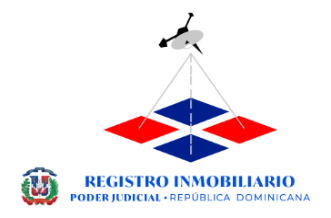 REGISTRO INMOBILIARIO
PODER JUDICIAL • REPÚBLICA DOMINICANA